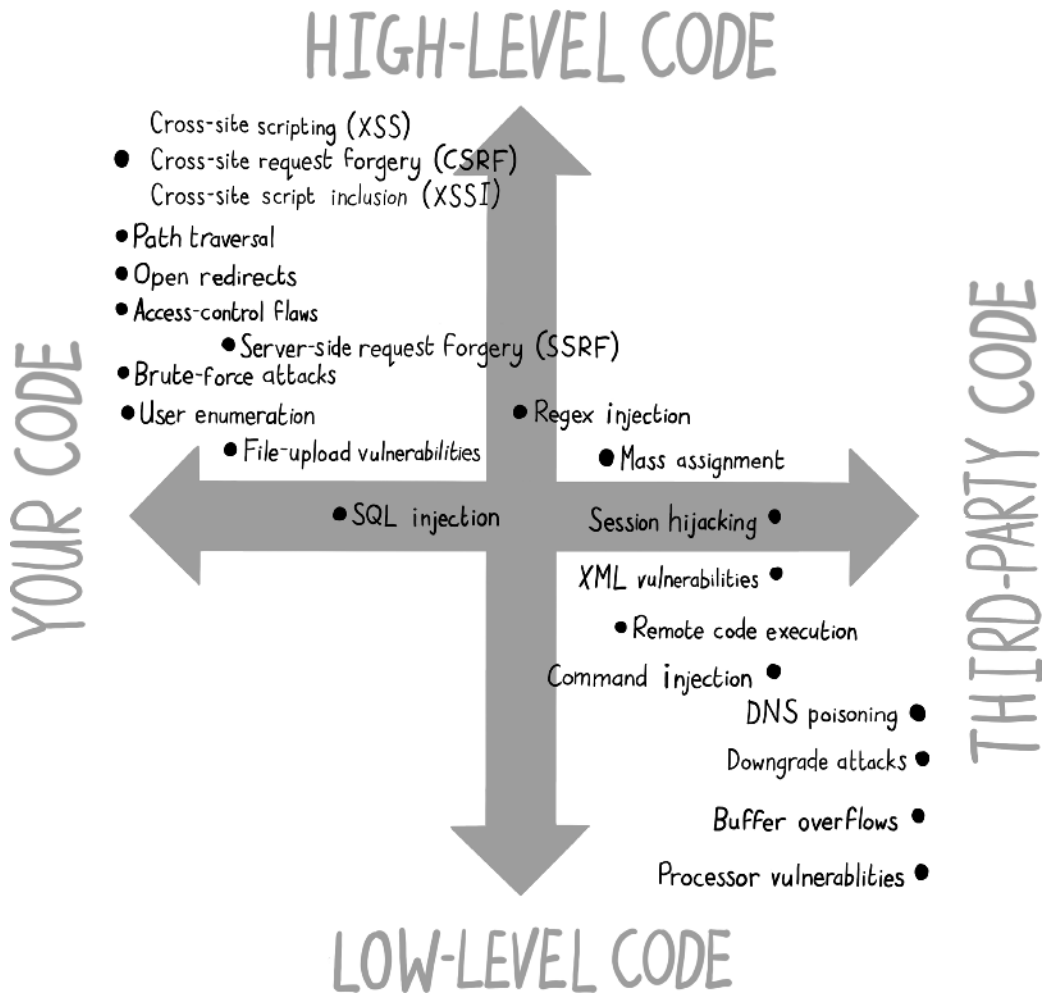 HIGH-LEVEL CODE
Cross-site scripting (XSS)
Cross-site request forgery (CSRF)
Cross-site script inclusion (XSSI)
Path traversal
Open redirects
Access-control flaws
Server-side request forgery (SSRF)
Brute-force attacks
User enumeration
Regex injection
File-upload vulnerabilities
Mass assignment
YOUR CODE
THIRD-PARTY CODE
SQL injection
Session hijacking
XML vulnerabilities
Remote code execution
Command injection
DNS poisoning
Downgrade attacks
Buffer overflows
Processor vulnerablities
LOW-LEVEL CODE